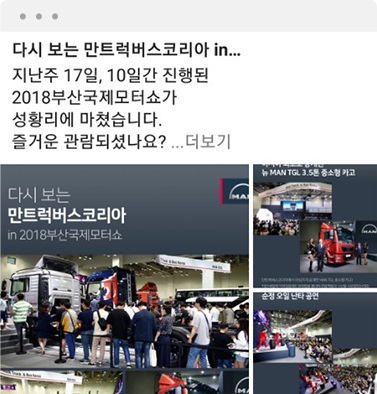 다시 보는 만트럭버스코리아 in...
지난주 17일, 10일간 진행된
2018부산국제모터쇼가
성황리에 마쳤습니다.
즐거운 관람되셨나요? ...더보기
다시 보는
만트럭버스코리아
in 2018부산국제모터쇼
MAN
뉴 MAN TGL 3.5톤 중소형 카고
순정 오일 난타 공연